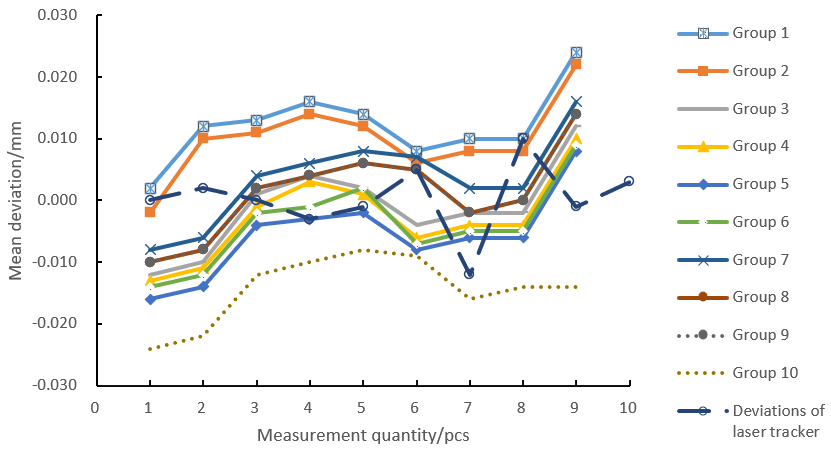 0.030
0.020
0.010
0.000
-0.010
-0.020
-0.030
Mean deviation/mm
0 1 2 3 4 5 6 7 8 9 10
Measurement quantity/pcs
Group 1
Group 2
Group 3
Group 4
Group 5
Group 6
Group 7
Group 8
Group 9
Group 10
Deviations of
laser tracker